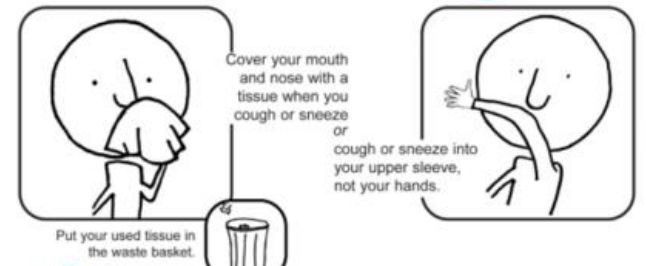 Cover your mouth
and nose with a
tissue when you
cough or sneeze
or
cough or sneeze into
your upper sleeve,
not your hands.
Put your used tissue in
the waste basket.